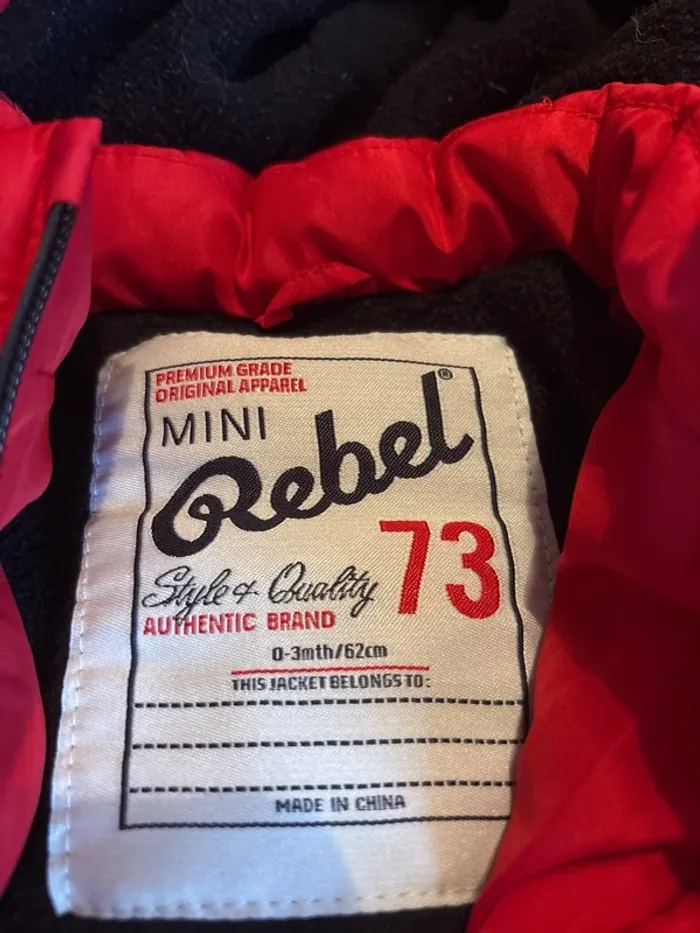 PREMIUM GRADE
ORIGINAL APPAREL
MINI
Rebel®
73
Style & Quality
AUTHENTIC BRAND
0-3mth/62cm
THIS JACKET BELONGS TO:
MADE IN CHINA